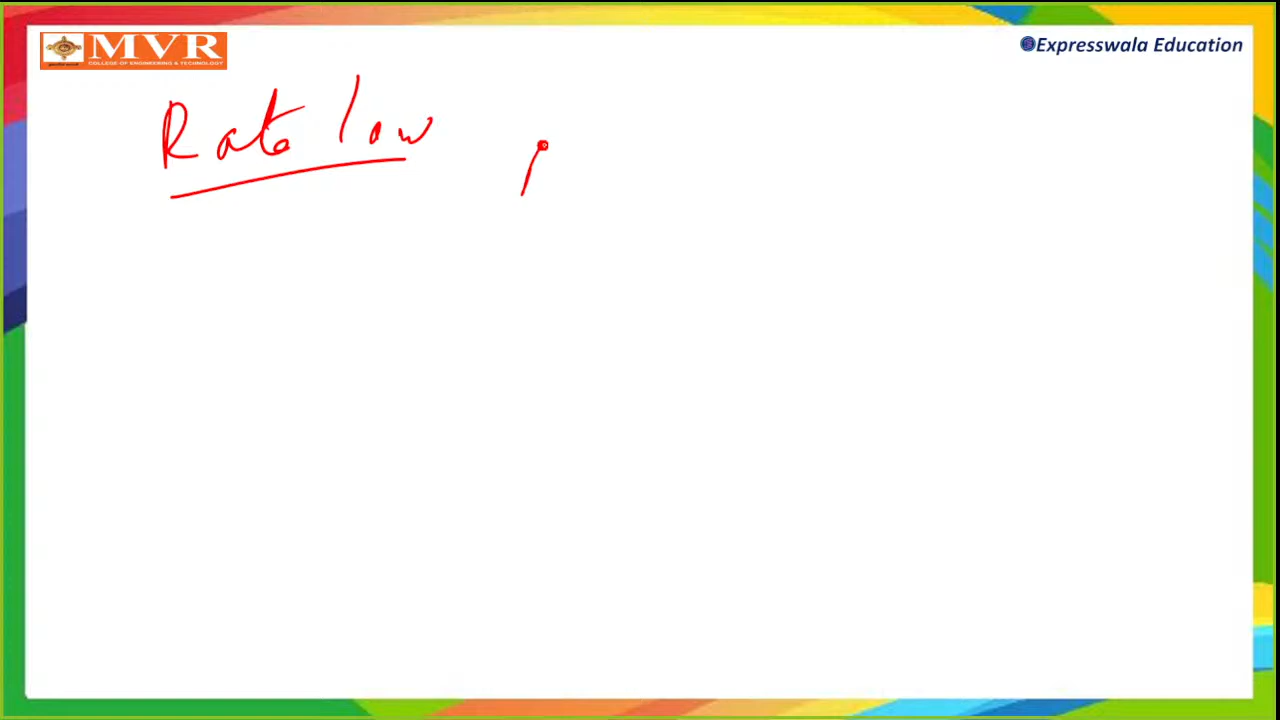 MVR
COLLEGE OF ENGINEERING & TECHNOLOGY
Expresswala Education
Rate law